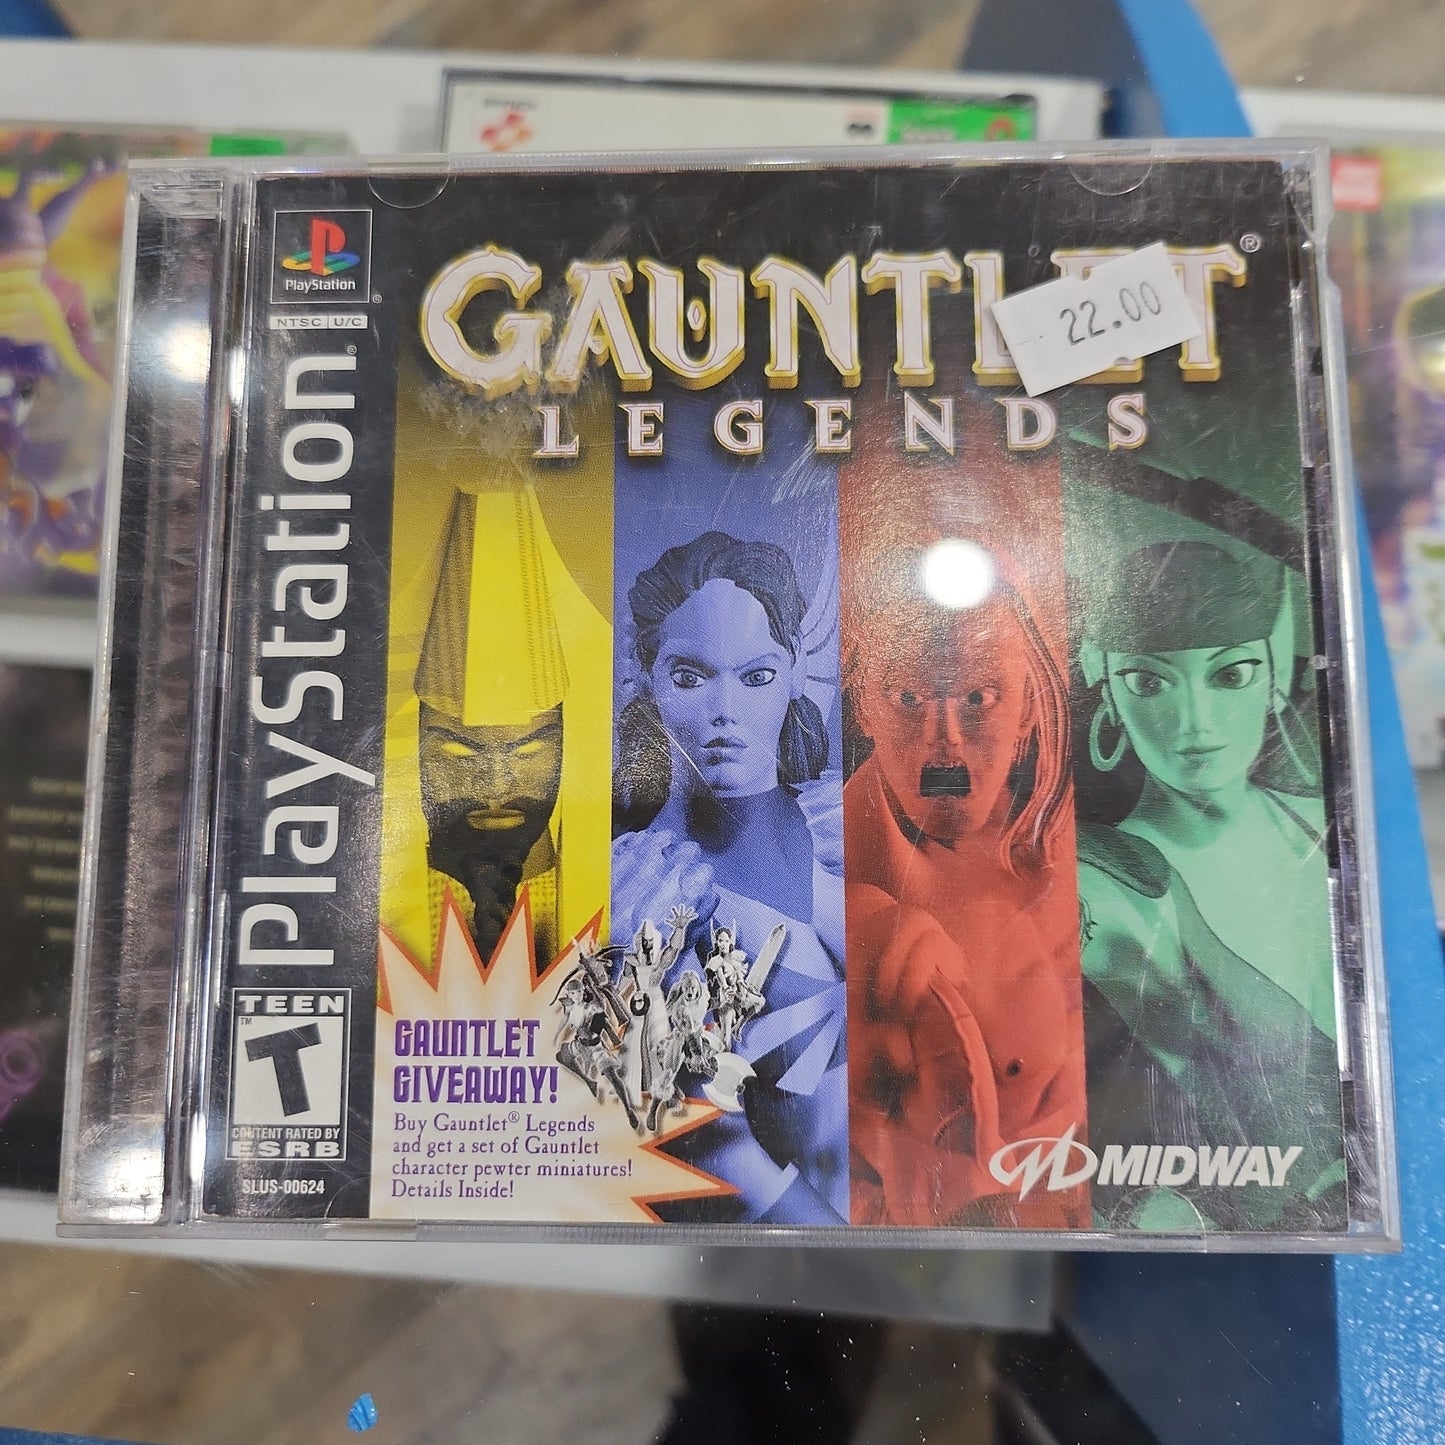 PlayStation
®
NTSC U/C
PlayStation®
GAUNTLET®
22.00
LEGENDS
TEEN
T™
CONTENT RATED BY
ESRB
SLUS-00624
GAUNTLET
GIVEAWAY!
Buy Gauntlet® Legends
and get a set of Gauntlet
character pewter miniatures!
Details Inside!
MIDWAY